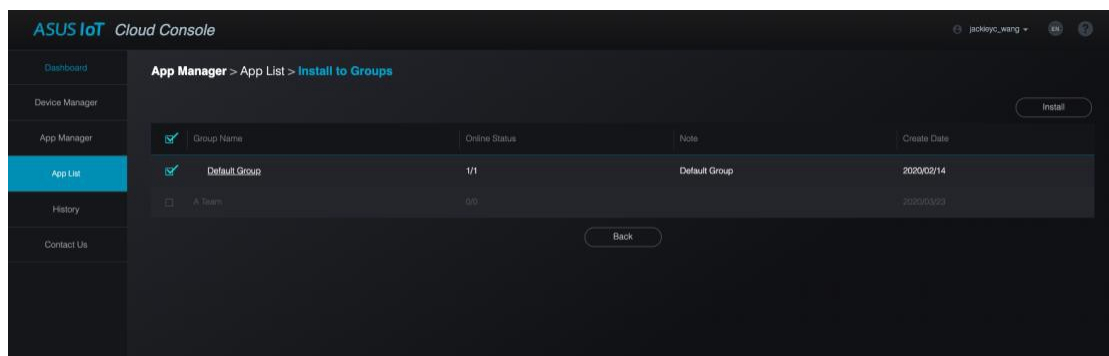 ASUS IoT Cloud Console
jackieyc_wang
EN
?
Dashboard
Device Manager
App Manager
App List
History
Contact Us
App Manager > App List > Install to Groups
Install
Group Name Online Status Note Create Date
Default Group 1/1 Default Group 2020/02/14
A Team 0/0 2020/03/23
Back